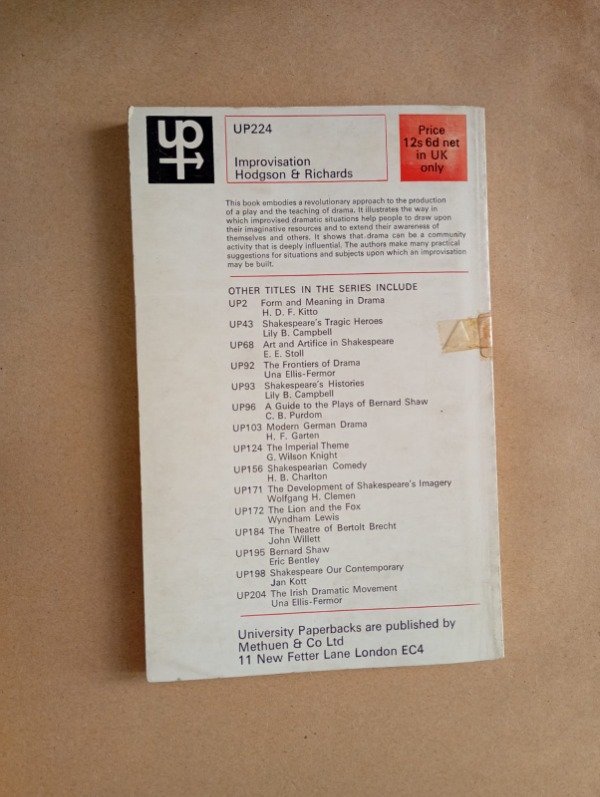 up
UP224
Improvisation
Hodgson & Richards
Price
12s 6d net
in UK
only
This book embodies a revolutionary approach to the production
of a play and the teaching of drama. It illustrates the way in
which improvised dramatic situations help people to draw upon
their imaginative resources and to extend their awareness of
themselves and others. It shows that drama can be a community
activity that is deeply influential. The authors make many practical
suggestions for situations and subjects upon which an improvisation
may be built.
OTHER TITLES IN THE SERIES INCLUDE
UP2 Form and Meaning in Drama
H. D. F. Kitto
UP43 Shakespeare's Tragic Heroes
Lily B. Campbell
UP68 Art and Artifice in Shakespeare
E. E. Stoll
UP92 The Frontiers of Drama
Una Ellis-Fermor
UP93 Shakespeare's Histories
Lily B. Campbell
UP96 A Guide to the Plays of Bernard Shaw
C. B. Purdom
UP103 Modern German Drama
H. F. Garten
UP124 The Imperial Theme
G. Wilson Knight
UP156 Shakespearian Comedy
H. B. Charlton
UP171 The Development of Shakespeare's Imagery
Wolfgang H. Clemen
UP172 The Lion and the Fox
Wyndham Lewis
UP184 The Theatre of Bertolt Brecht
John Willett
UP195 Bernard Shaw
Eric Bentley
UP198 Shakespeare Our Contemporary
Jan Kott
UP204 The Irish Dramatic Movement
Una Ellis-Fermor
University Paperbacks are published by
Methuen & Co Ltd
11 New Fetter Lane London EC4